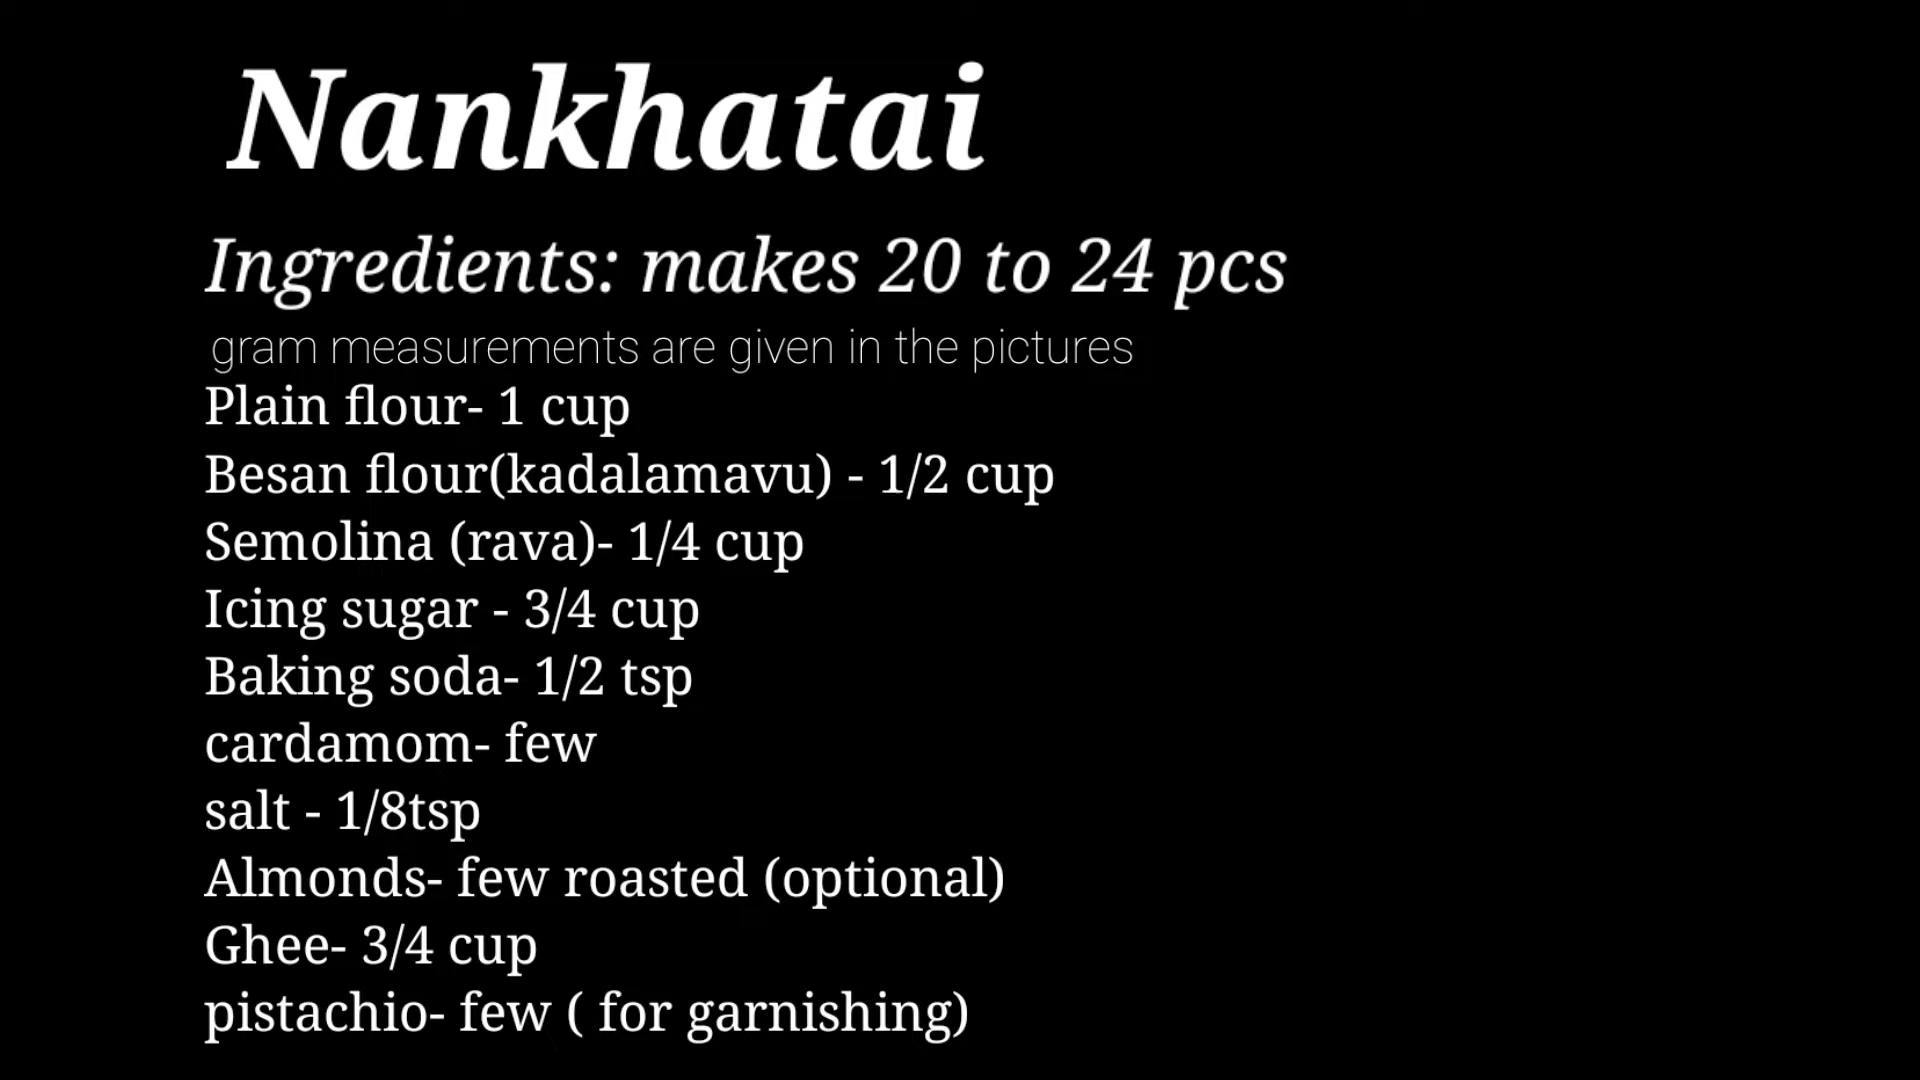 Nankhatai
Ingredients: makes 20 to 24 pcs
gram measurements are given in the pictures
Plain flour- 1 cup
Besan flour(kadalamavu) - 1/2 cup
Semolina (rava)- 1/4 cup
Icing sugar - 3/4 cup
Baking soda- 1/2 tsp
cardamom- few
salt - 1/8tsp
Almonds- few roasted (optional)
Ghee- 3/4 cup
pistachio- few ( for garnishing)